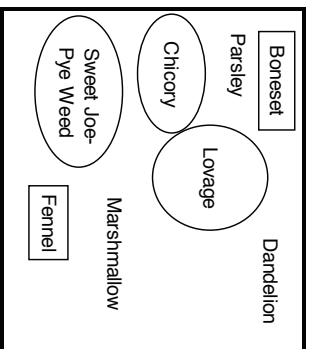 Boneset
Parsley
Dandelion
Chicory
Lovage
Sweet Joe-
Pye Weed
Marshmallow
Fennel